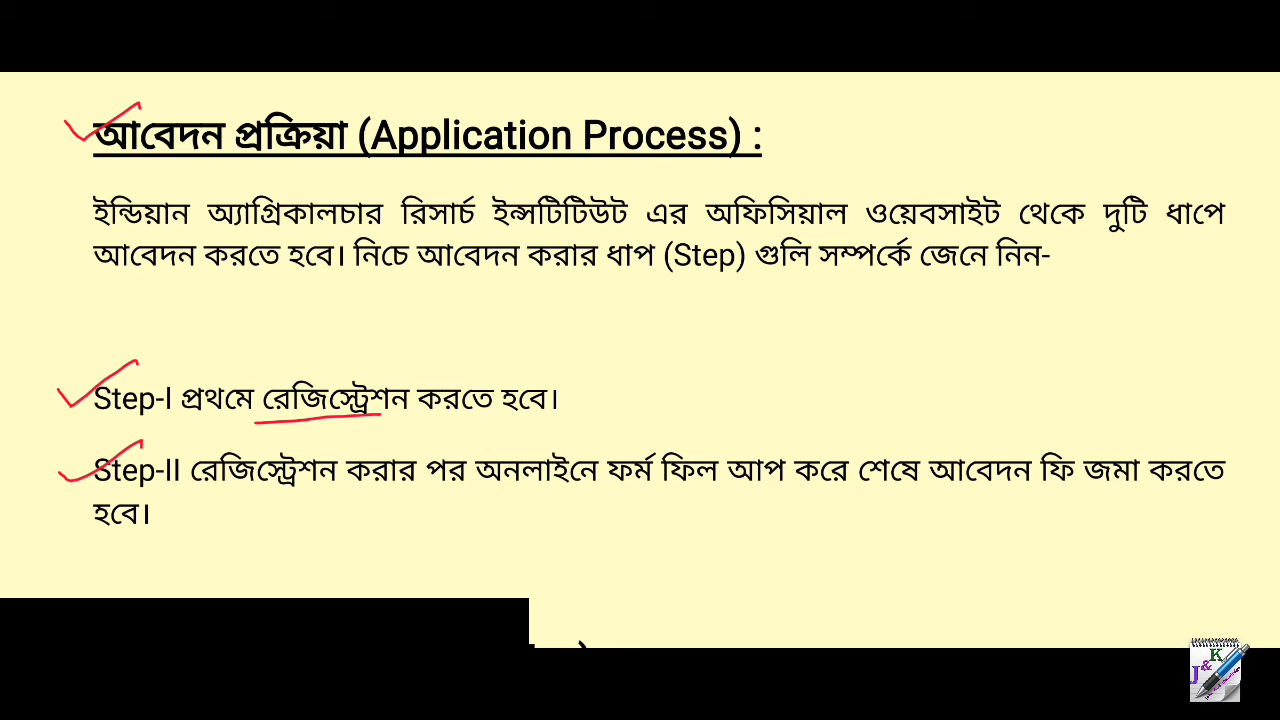 আবেদন প্রক্রিয়া (Application Process) :
ইন্ডিয়ান অ্যাগ্রিকালচার রিসার্চ ইন্সটিটিউট এর অফিসিয়াল ওয়েবসাইট থেকে দুটি ধাপে
আবেদন করতে হবে। নিচে আবেদন করার ধাপ (Step) গুলি সম্পর্কে জেনে নিন-
Step-I প্রথমে রেজিস্ট্রেশন করতে হবে।
Step-II রেজিস্ট্রেশন করার পর অনলাইনে ফর্ম ফিল আপ করে শেষে আবেদন ফি জমা করতে
হবে।
J&K